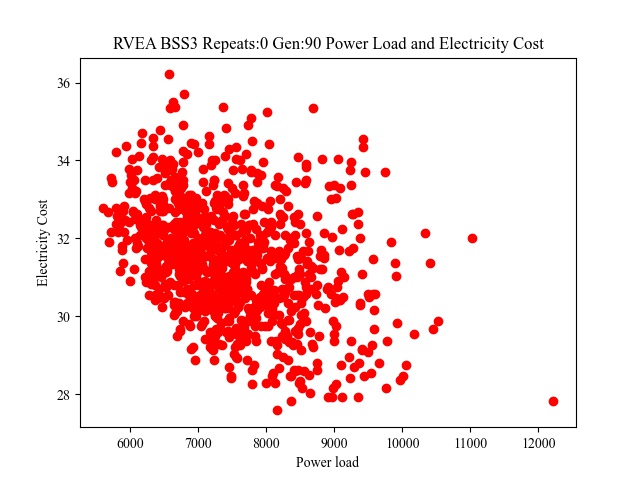 RVEA BSS3 Repeats:0 Gen:90 Power Load and Electricity Cost
36
34
32
30
28
Electricity Cost
6000 7000 8000 9000 10000 11000 12000
Power load